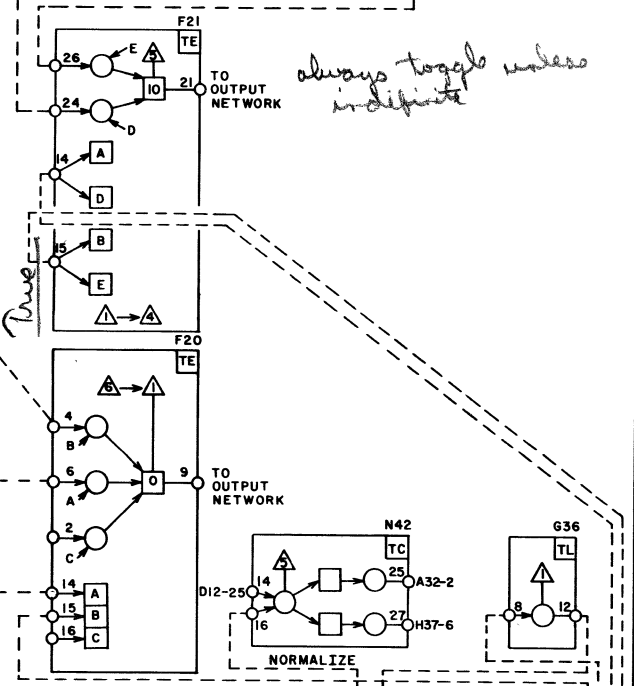 F21
TE
26
E
5
always toggle unless
indefinite
10
21
TO
OUTPUT
NETWORK
24
D
14
A
D
15
B
E
True
1
4
F20
TE
6
1
4
B
6
A
0
9
TO
OUTPUT
NETWORK
2
C
14
A
15
B
16
C
N42
TC
5
D12-25
14
25
A32-2
16
27
H37-6
NORMALIZE
G36
TL
1
8
12